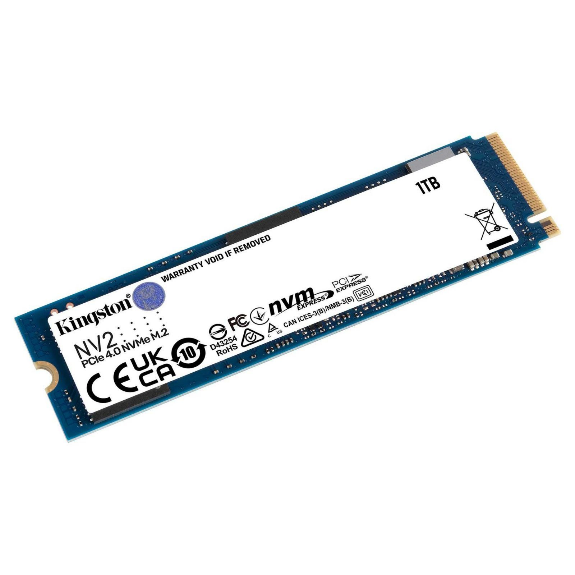 1TB
WARRANTY VOID IF REMOVED
Kingston
NV2
PCIe 4.0 NVMe M.2
CE
UK
CA
10
FC
D43254
RoHS
nvm
EXPRESS
PCI
EXPRESS®
CAN ICES-3(B)/NMB-3(B)